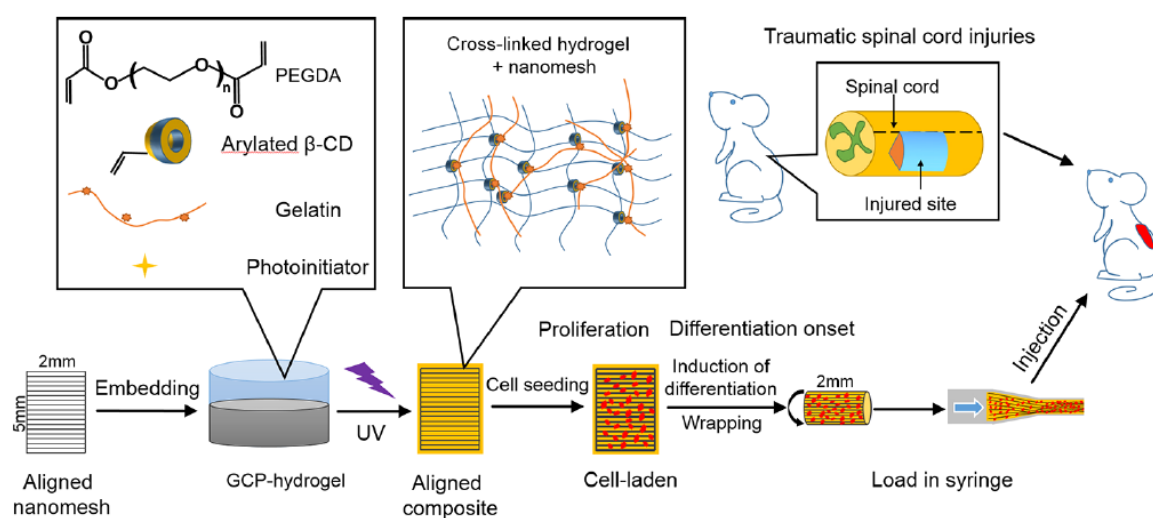 O
O
O
O
n
PEGDA
Arylated β-CD
Gelatin
Photoinitiator
Cross-linked hydrogel
+ nanomesh
Traumatic spinal cord injuries
Spinal cord
Injured site
2mm
5mm
Embedding
UV
Proliferation
Cell seeding
Differentiation onset
Induction of
differentiation
Wrapping
2mm
Injection
Aligned
nanomesh
GCP-hydrogel
Aligned
composite
Cell-laden
Load in syringe